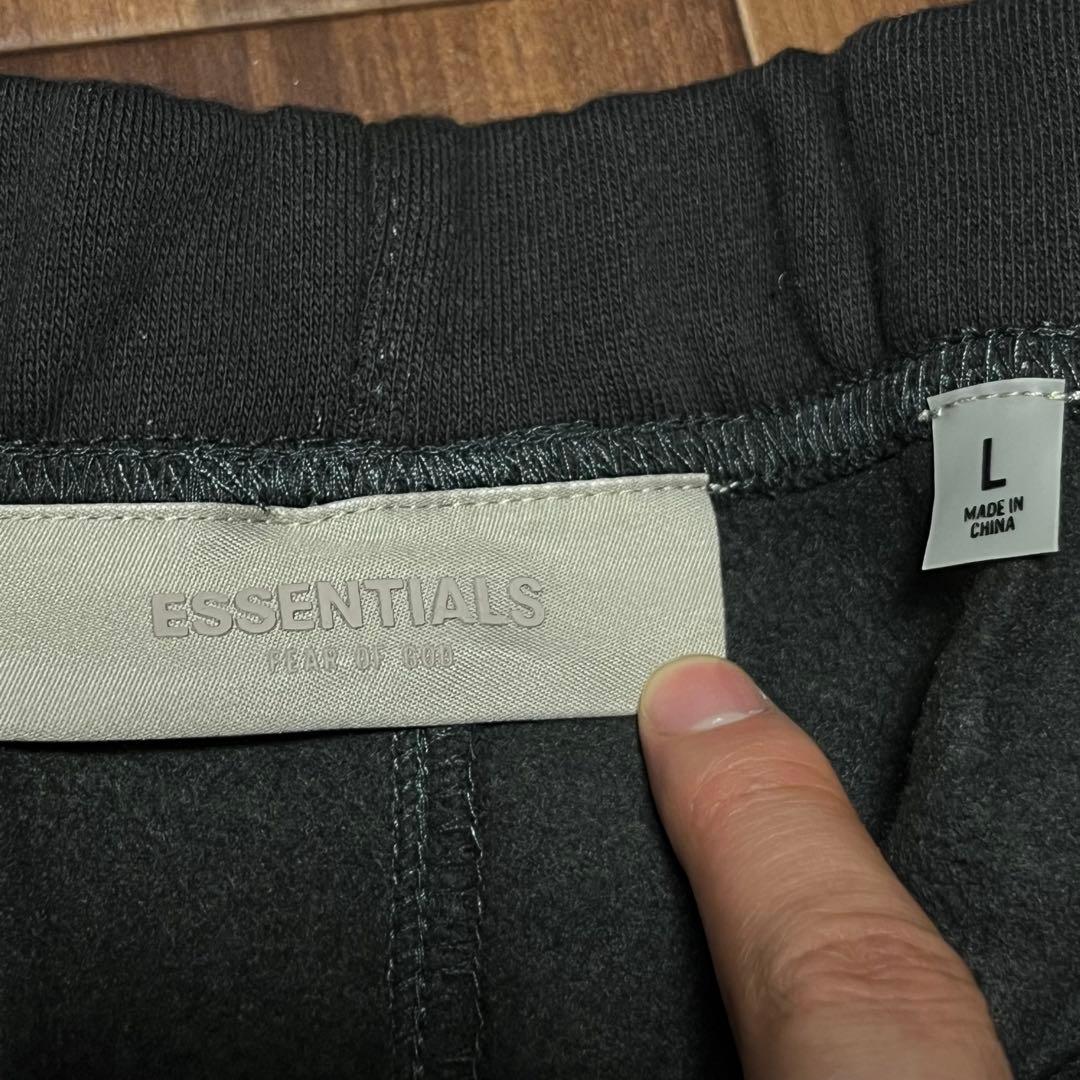 ESSENTIALS
FEAR OF GOD
L
MADE IN
CHINA